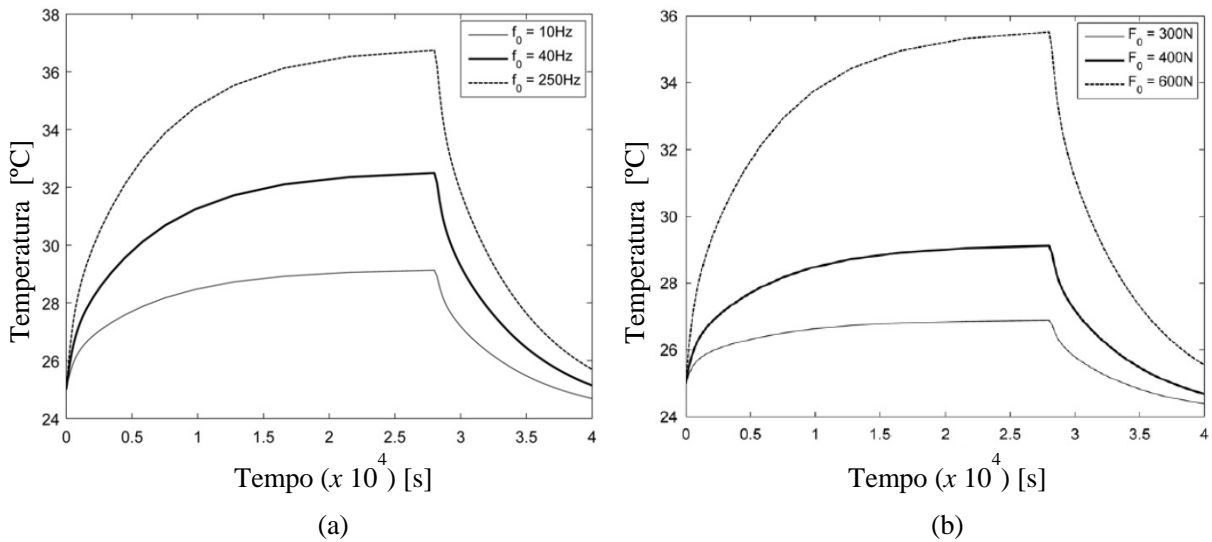 38
36
34
32
30
28
26
24
0
0.5
1
1.5
2
2.5
3
3.5
4
Temperatura [ºC]
f0 = 10Hz
f0 = 40Hz
f0 = 250Hz
Tempo (x 10^4) [s]
(a)
36
34
32
30
28
26
24
0
0.5
1
1.5
2
2.5
3
3.5
4
Temperatura [ºC]
F0 = 300N
F0 = 400N
F0 = 600N
Tempo (x 10^4) [s]
(b)